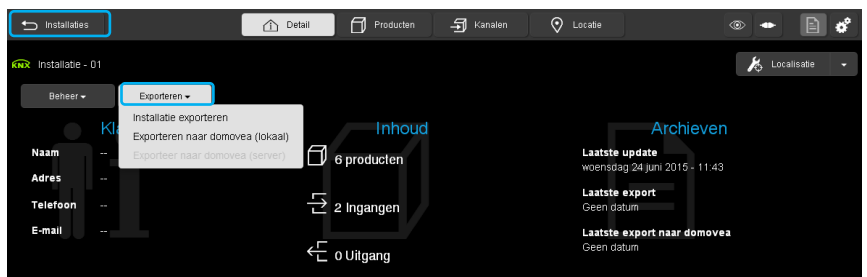 Installaties
Detail
Producten
Kanalen
Locatie
KNX Installatie - 01
Localisatie
Beheer
Exporteren
Installatie exporteren
Exporteren naar domovea (lokaal)
Exporteer naar domovea (server)
Kl
Naam --
Adres --
Telefoon --
E-mail --
Inhoud
6 producten
2 Ingangen
0 Uitgang
Archieven
Laatste update
woensdag 24 juni 2015 - 11:43
Laatste export
Geen datum
Laatste export naar domovea
Geen datum